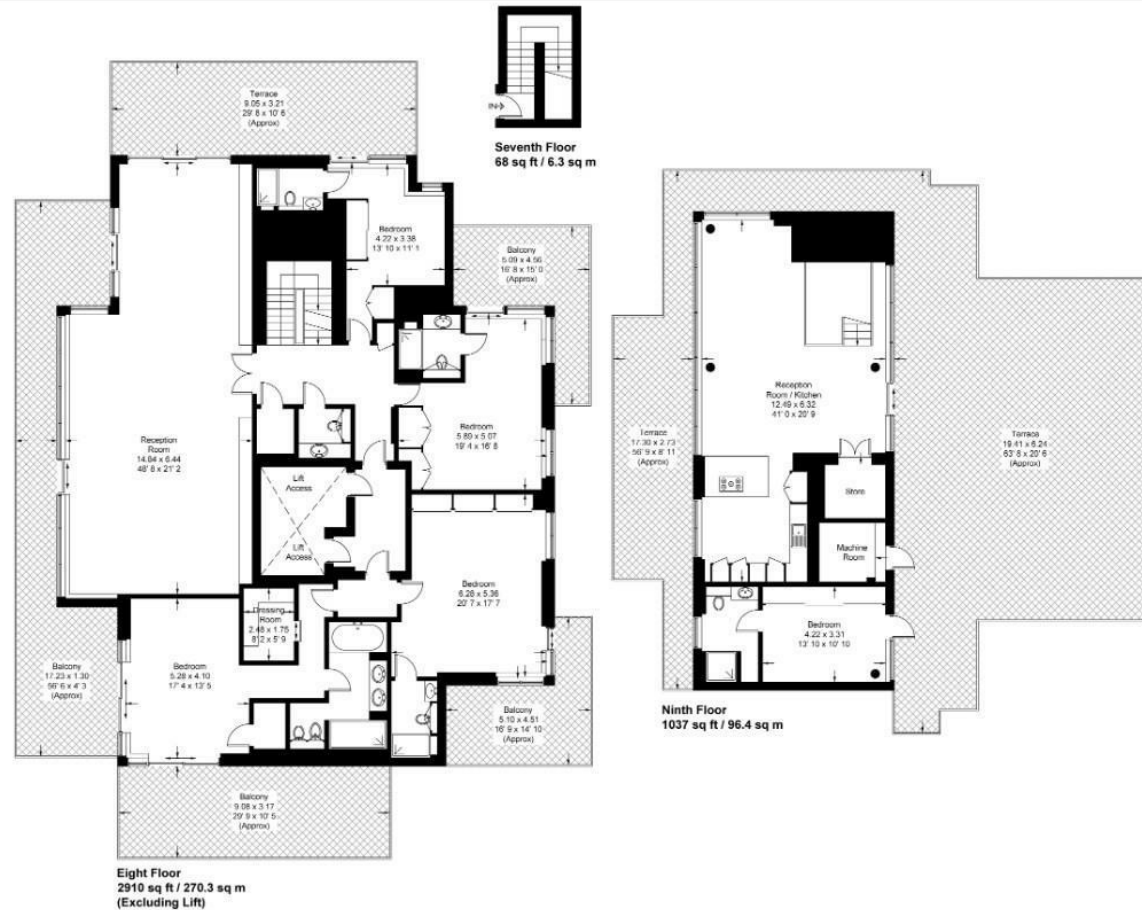 IN
Seventh Floor
68 sq ft / 6.3 sq m
Terrace
9.05 x 3.21
29' 8 x 10' 6
(Approx)
Bedroom
4.22 x 3.38
13' 10 x 11' 1
Balcony
5.09 x 4.56
16' 8 x 15' 0
(Approx)
Reception
Room
14.84 x 6.44
48' 8 x 21' 2
Bedroom
5.89 x 5.07
19' 4 x 16' 8
Lift
Access
Lift
Access
Bedroom
6.28 x 5.36
20' 7 x 17' 7
Dressing
Room
2.48 x 1.75
8' 2 x 5' 9
Bedroom
5.28 x 4.10
17' 4 x 13' 5
Balcony
17.23 x 1.30
56' 6 x 4' 3
(Approx)
Balcony
5.10 x 4.51
16' 9 x 14' 10
(Approx)
Balcony
9.08 x 3.17
29' 9 x 10' 5
(Approx)
Eight Floor
2910 sq ft / 270.3 sq m
(Excluding Lift)
Reception
Room / Kitchen
12.49 x 6.32
41' 0 x 20' 9
Terrace
17.30 x 2.73
56' 9 x 8' 11
(Approx)
Terrace
19.41 x 6.24
63' 8 x 20' 6
(Approx)
Store
Machine
Room
Bedroom
4.22 x 3.31
13' 10 x 10' 10
Ninth Floor
1037 sq ft / 96.4 sq m